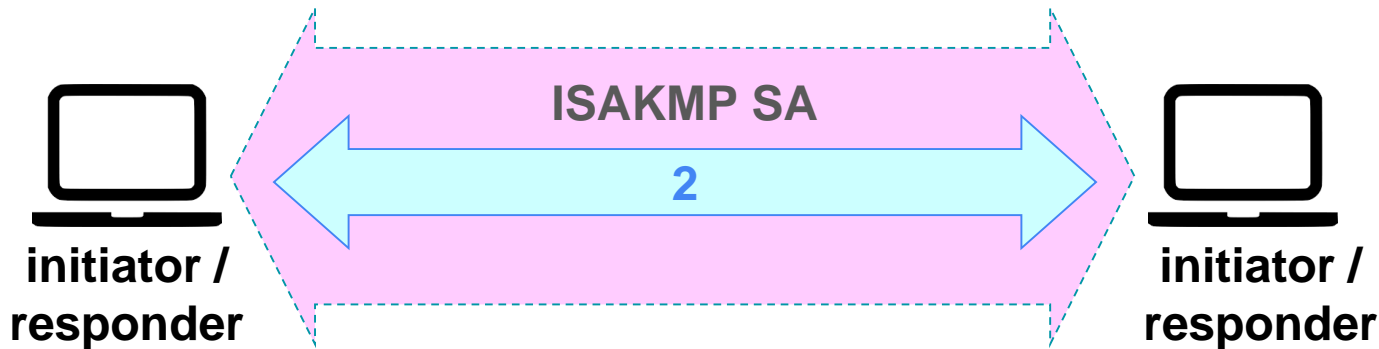 ISAKMP SA
2
initiator /
responder
initiator /
responder